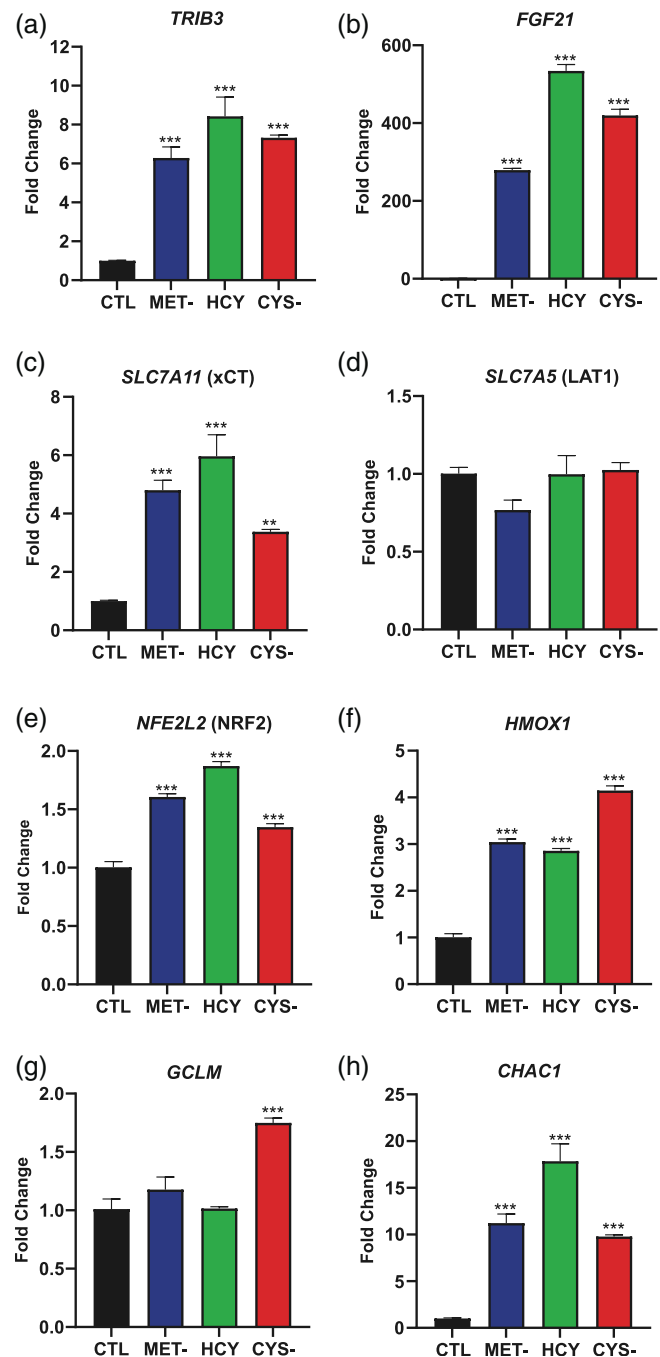 (a) TRIB3
Fold Change
12
10
8
6
4
2
0
***
***
***
CTL MET- HCY CYS-
(b) FGF21
Fold Change
600
400
200
0
***
***
***
CTL MET- HCY CYS-
(c) SLC7A11 (xCT)
Fold Change
8
6
4
2
0
***
***
**
CTL MET- HCY CYS-
(d) SLC7A5 (LAT1)
Fold Change
1.5
1.0
0.5
0.0
CTL MET- HCY CYS-
(e) NFE2L2 (NRF2)
Fold Change
2.0
1.5
1.0
0.5
0.0
***
***
***
CTL MET- HCY CYS-
(f) HMOX1
Fold Change
5
4
3
2
1
0
***
***
***
CTL MET- HCY CYS-
(g) GCLM
Fold Change
2.0
1.5
1.0
0.5
0.0
***
CTL MET- HCY CYS-
(h) CHAC1
Fold Change
25
20
15
10
5
0
***
***
***
CTL MET- HCY CYS-